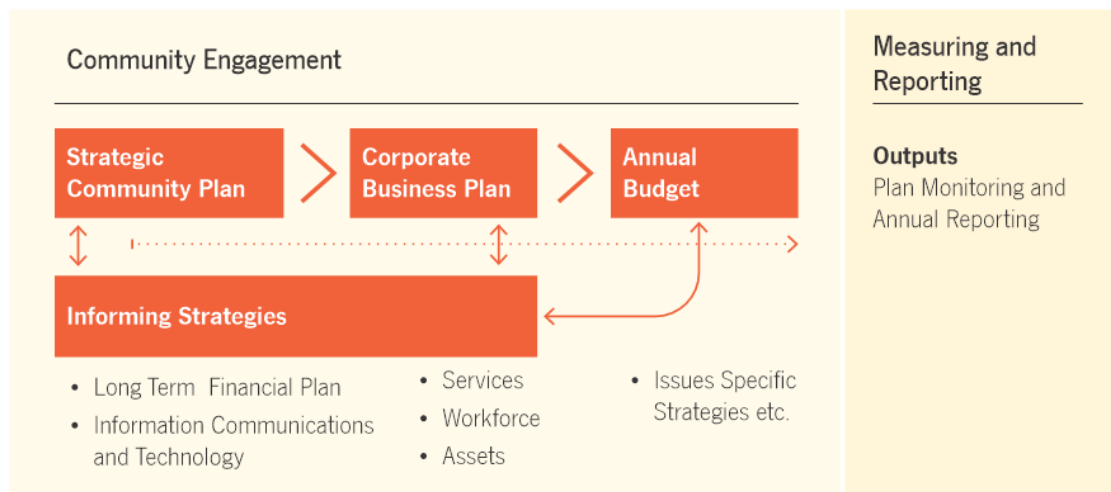 Community Engagement
Strategic
Community Plan
Corporate
Business Plan
Annual
Budget
Informing Strategies
• Long Term Financial Plan
• Information Communications
and Technology
• Services
• Workforce
• Assets
• Issues Specific
Strategies etc.
Measuring and
Reporting
Outputs
Plan Monitoring and
Annual Reporting